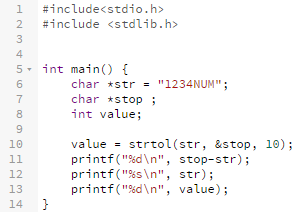 1 #include<stdio.h>
2 #include <stdlib.h>
3
4
5 int main() {
6     char *str = "1234NUM";
7     char *stop ;
8     int value;
9
10     value = strtol(str, &stop, 10);
11     printf("%d\n", stop-str);
12     printf("%s\n", str);
13     printf("%d\n", value);
14 }